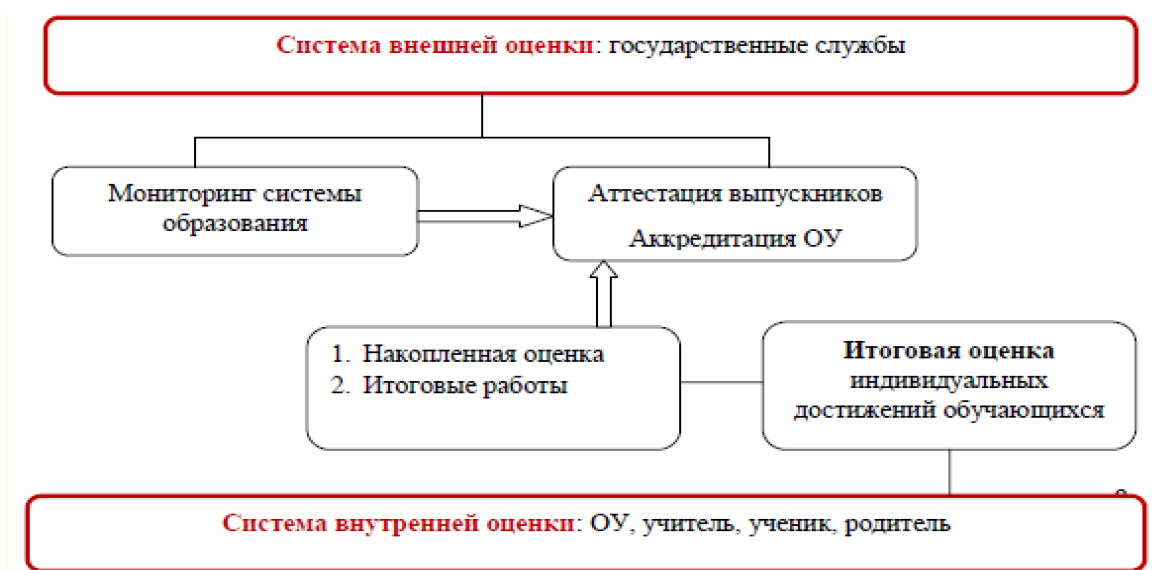 Система внешней оценки: государственные службы
Мониторинг системы
образования
Аттестация выпускников
Аккредитация ОУ
1. Накопленная оценка
2. Итоговые работы
Итоговая оценка
индивидуальных
достижений обучающихся
Система внутренней оценки: ОУ, учитель, ученик, родитель